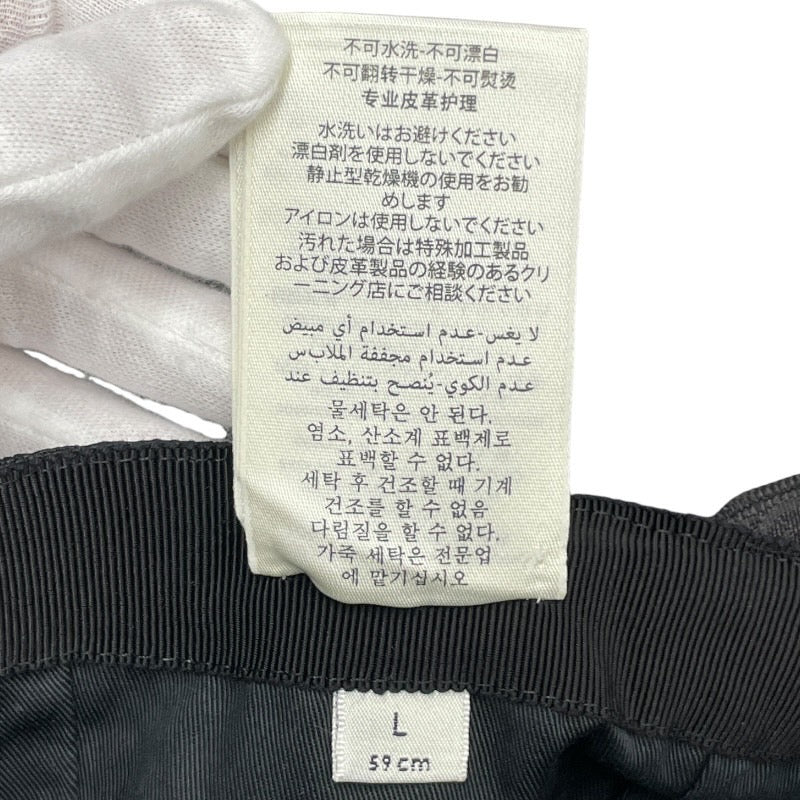 不可水洗-不可漂白
不可翻转干燥-不可熨烫
专业皮革护理
水洗いはお避けください
漂白剤を使用しないでください
静止型乾燥機の使用をお勧
めします
アイロンは使用しないでください
汚れた場合は特殊加工製品
および皮革製品の経験のあるクリ
ーニング店にご相談ください
لا يغس-عدم استخدام أي مبيض
عدم استخدام مجففة الملابس
عدم الكوي-يُنصح بتنظيف عند
물세탁은 안 된다.
염소, 산소계 표백제로
표백할 수 없다.
세탁 후 건조할 때 기계
건조를 할 수 없음
다림질을 할 수 없다.
가죽 세탁은 전문업
에 맡기십시오
L
59 cm